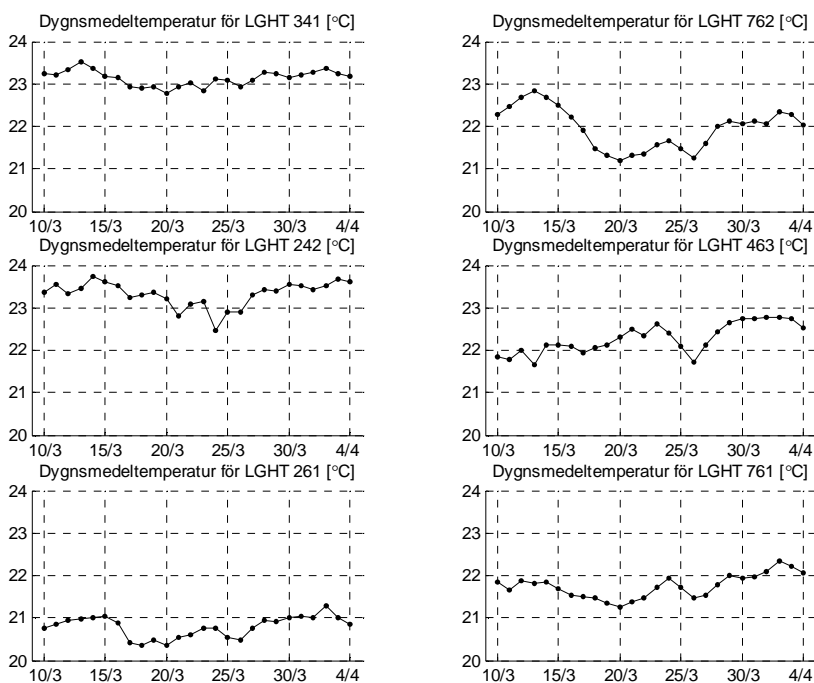 Dygnsmedeltemperatur för LGHT 341 [°C]
24
23
22
21
20
10/3 15/3 20/3 25/3 30/3 4/4
Dygnsmedeltemperatur för LGHT 762 [°C]
24
23
22
21
20
10/3 15/3 20/3 25/3 30/3 4/4
Dygnsmedeltemperatur för LGHT 242 [°C]
24
23
22
21
20
10/3 15/3 20/3 25/3 30/3 4/4
Dygnsmedeltemperatur för LGHT 463 [°C]
24
23
22
21
20
10/3 15/3 20/3 25/3 30/3 4/4
Dygnsmedeltemperatur för LGHT 261 [°C]
24
23
22
21
20
10/3 15/3 20/3 25/3 30/3 4/4
Dygnsmedeltemperatur för LGHT 761 [°C]
24
23
22
21
20
10/3 15/3 20/3 25/3 30/3 4/4